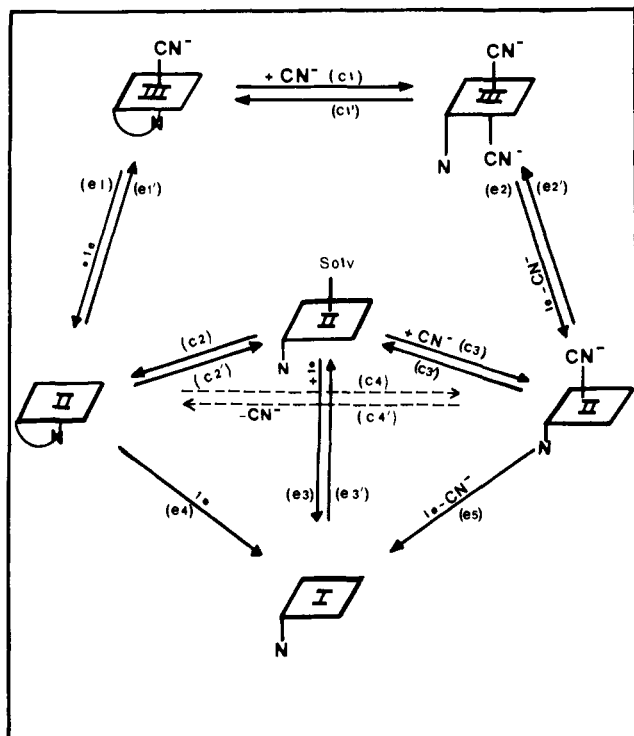 CN⁻
III
N
+ CN⁻ (c1)
(c1')
CN⁻
III
CN⁻
N
(e1)
(e1')
+1e
(e2)
(e2')
1e-CN⁻
Solv
II
N
(c2)
(c2')
+ CN⁻ (c3)
(c3')
CN⁻
II
N
II
N
+1e
(c4)
-CN⁻
(c4')
1e
(e4)
(e3)
(e3')
1e-CN⁻
(e5)
I
N